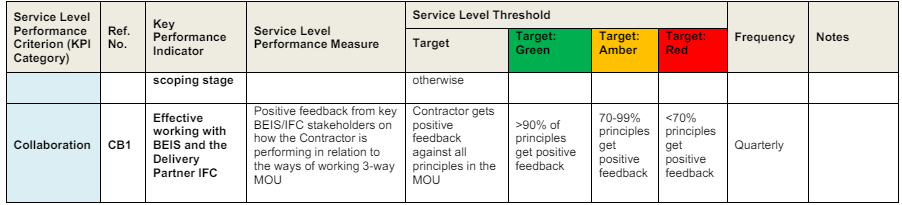 Service Level
Performance
Criterion (KPI
Category)
Ref.
No.
Key
Performance
Indicator
Service Level
Performance Measure
Service Level Threshold
Target
Target:
Green
Target:
Amber
Target:
Red
Frequency
Notes
scoping stage
otherwise
Collaboration
CB1
Effective
working with
BEIS and the
Delivery
Partner IFC
Positive feedback from key
BEIS/IFC stakeholders on
how the Contractor is
performing in relation to
the ways of working 3-way
MOU
Contractor gets
positive
feedback
against all
principles in the
MOU
>90% of
principles
get positive
feedback
70-99%
principles
get
positive
feedback
<70%
principles
get
positive
feedback
Quarterly